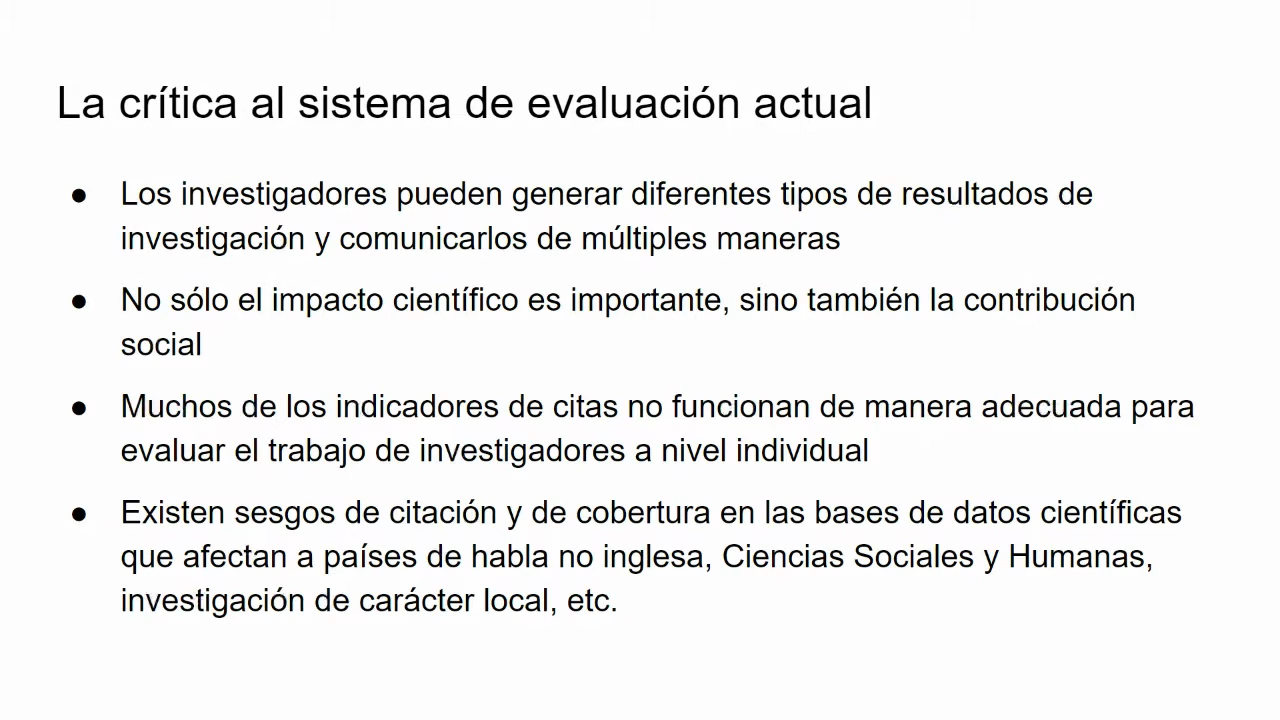 La crítica al sistema de evaluación actual
● Los investigadores pueden generar diferentes tipos de resultados de
investigación y comunicarlos de múltiples maneras
● No sólo el impacto científico es importante, sino también la contribución
social
● Muchos de los indicadores de citas no funcionan de manera adecuada para
evaluar el trabajo de investigadores a nivel individual
● Existen sesgos de citación y de cobertura en las bases de datos científicas
que afectan a países de habla no inglesa, Ciencias Sociales y Humanas,
investigación de carácter local, etc.